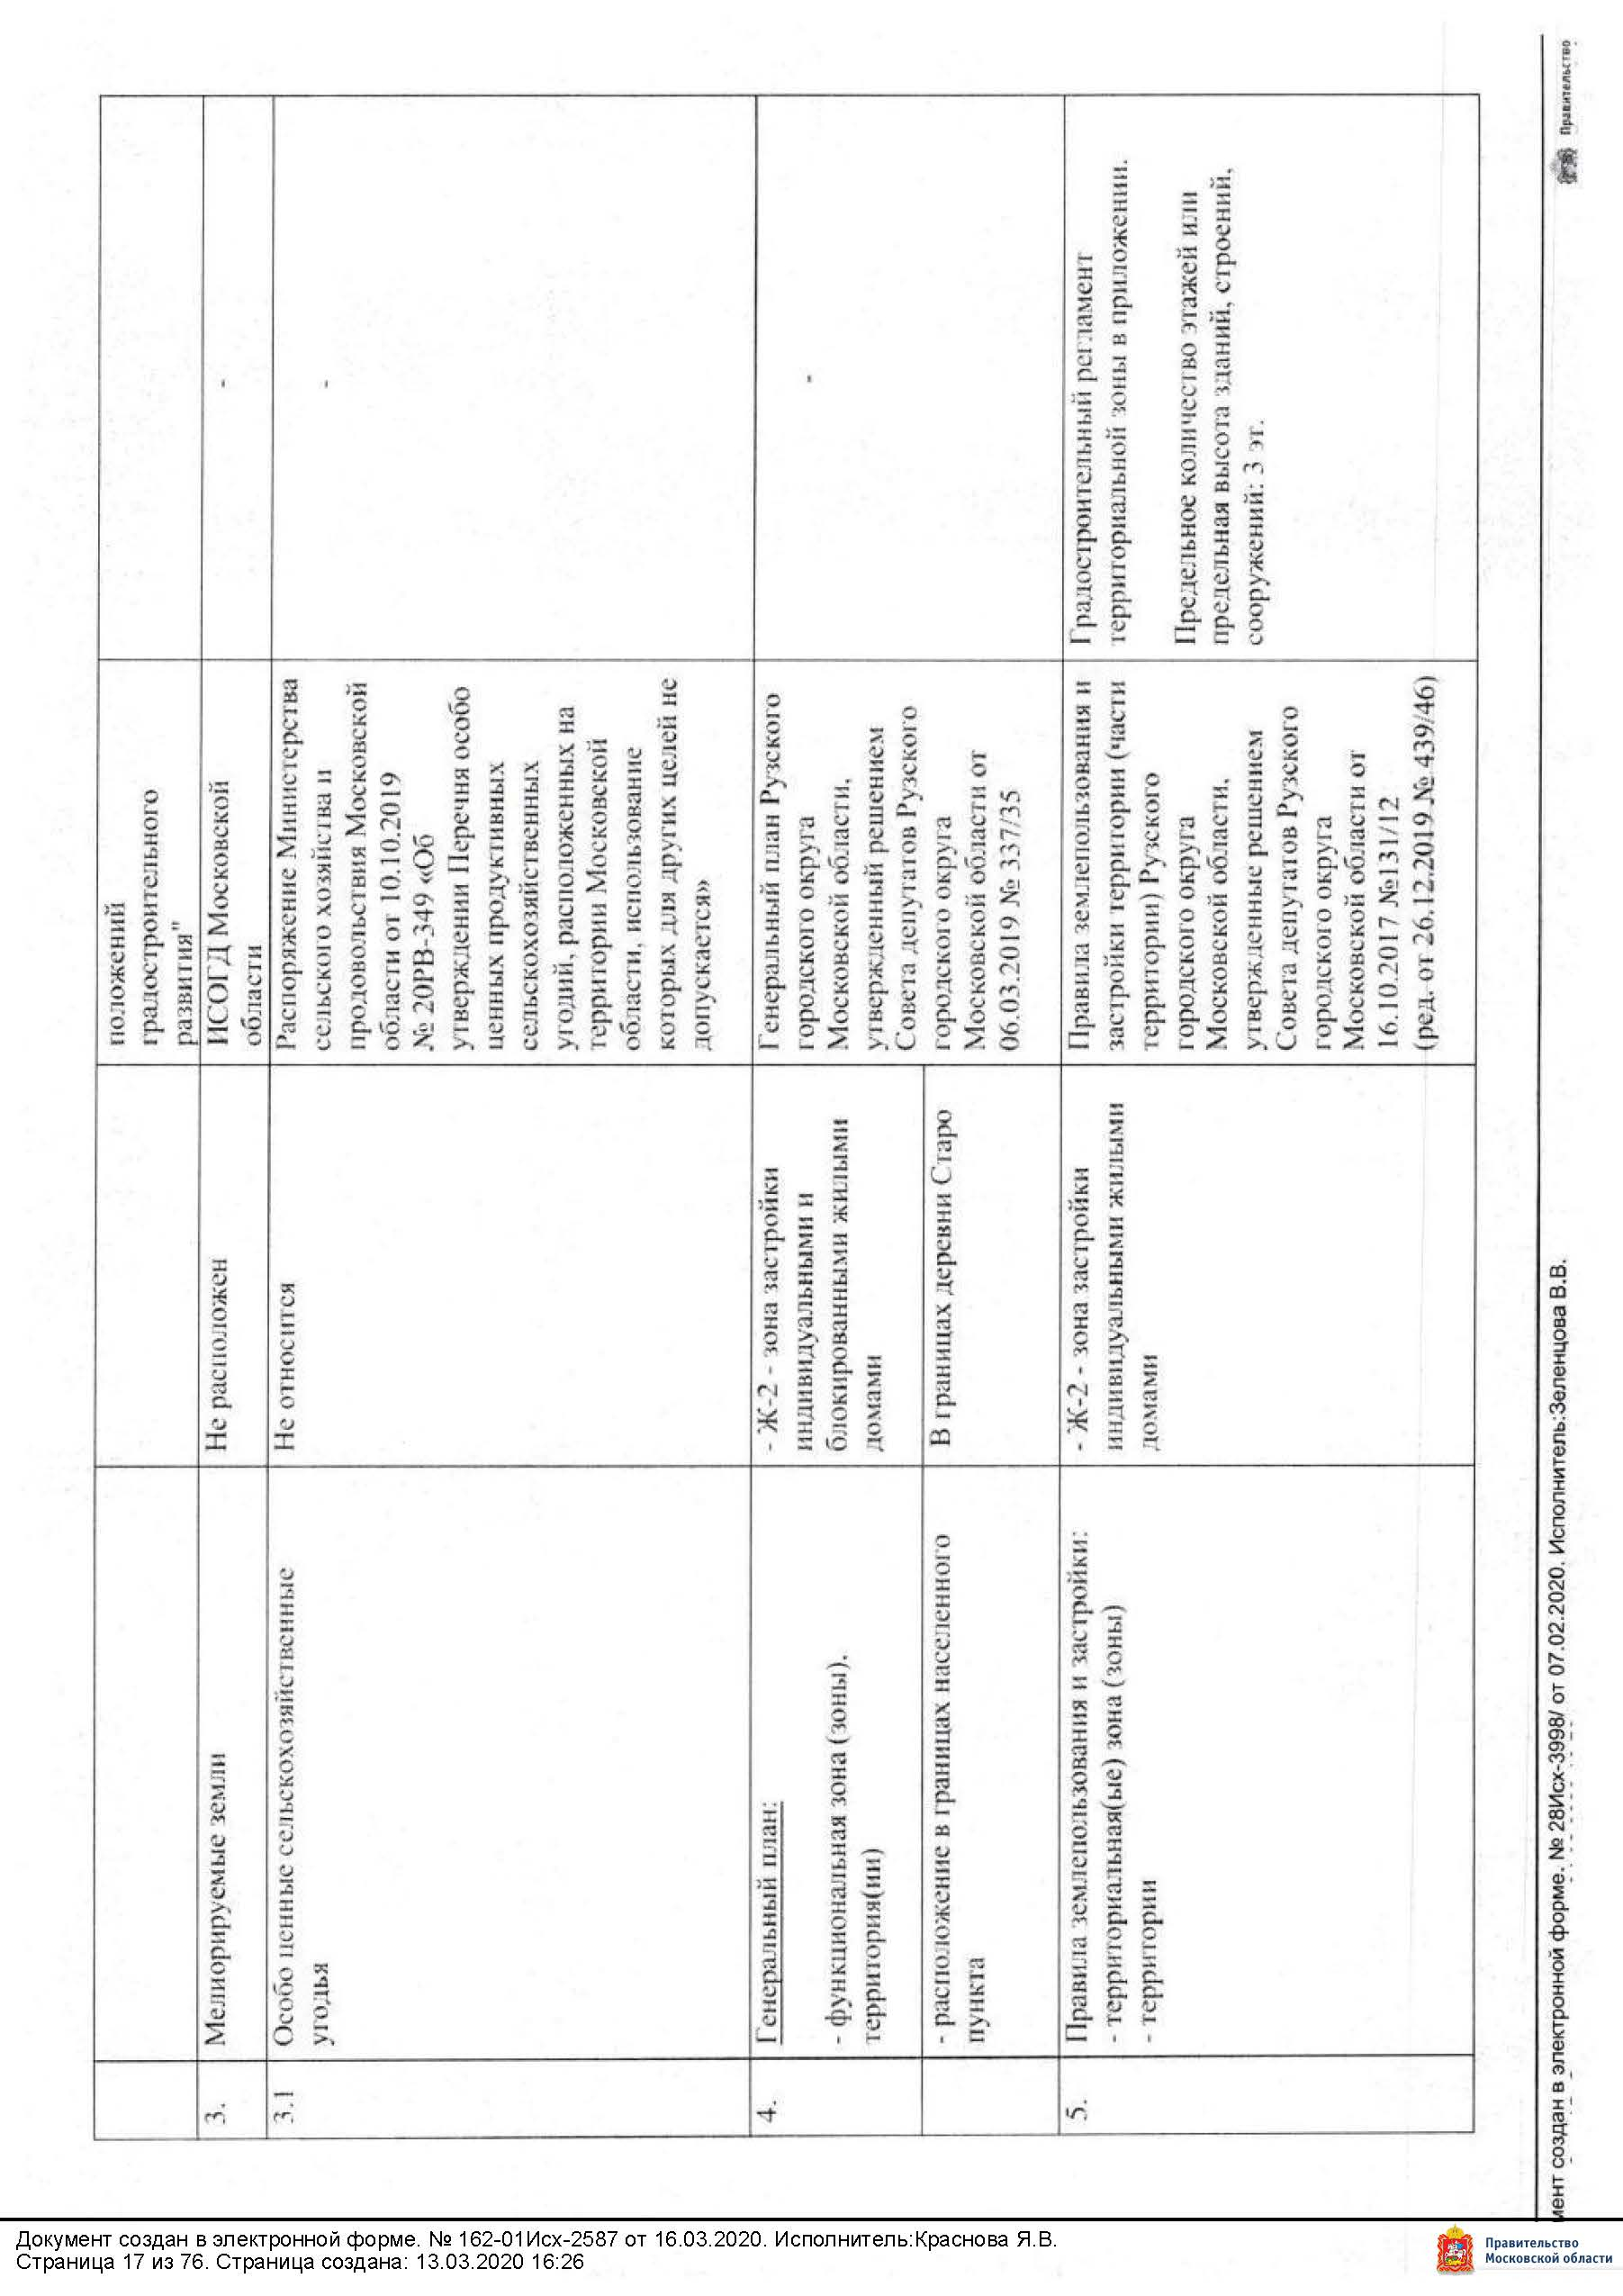 положений
градостроительного
развития"
3.
Мелиорируемые земли
Не расположен
ИСОГД Московской
области
-
3.1
Особо ценные сельскохозяйственные
угодья
Не относится
Распоряжение Министерства
сельского хозяйства и
продовольствия Московской
области от 10.10.2019
№ 20РВ-349 «Об
утверждении Перечня особо
ценных продуктивных
сельскохозяйственных
угодий, расположенных на
территории Московской
области, использование
которых для других целей не
допускается»
-
4.
Генеральный план:
- функциональная зона (зоны),
территория(ии)
- Ж-2 - зона застройки
индивидуальными и
блокированными жилыми
домами
Генеральный план Рузского
городского округа
Московской области,
утвержденный решением
Совета депутатов Рузского
городского округа
Московской области от
06.03.2019 № 337/35
-
- расположение в границах населенного
пункта
В границах деревни Старо
5.
Правила землепользования и застройки:
- территориальная(ые) зона (зоны)
- территории
- Ж-2 - зона застройки
индивидуальными жилыми
домами
Правила землепользования и
застройки территории (части
территории) Рузского
городского округа
Московской области,
утвержденные решением
Совета депутатов Рузского
городского округа
Московской области от
16.10.2017 №131/12
(ред. от 26.12.2019 № 439/46)
Градостроительный регламент
территориальной зоны в приложении.
Предельное количество этажей или
предельная высота зданий, строений,
сооружений: 3 эт.
мент создан в электронной форме. № 28Исх-3998/ от 07.02.2020. Исполнитель:Зеленцова В.В.
Правительство
Документ создан в электронной форме. № 162-01Исх-2587 от 16.03.2020. Исполнитель:Краснова Я.В.
Страница 17 из 76. Страница создана: 13.03.2020 16:26
Правительство
Московской области